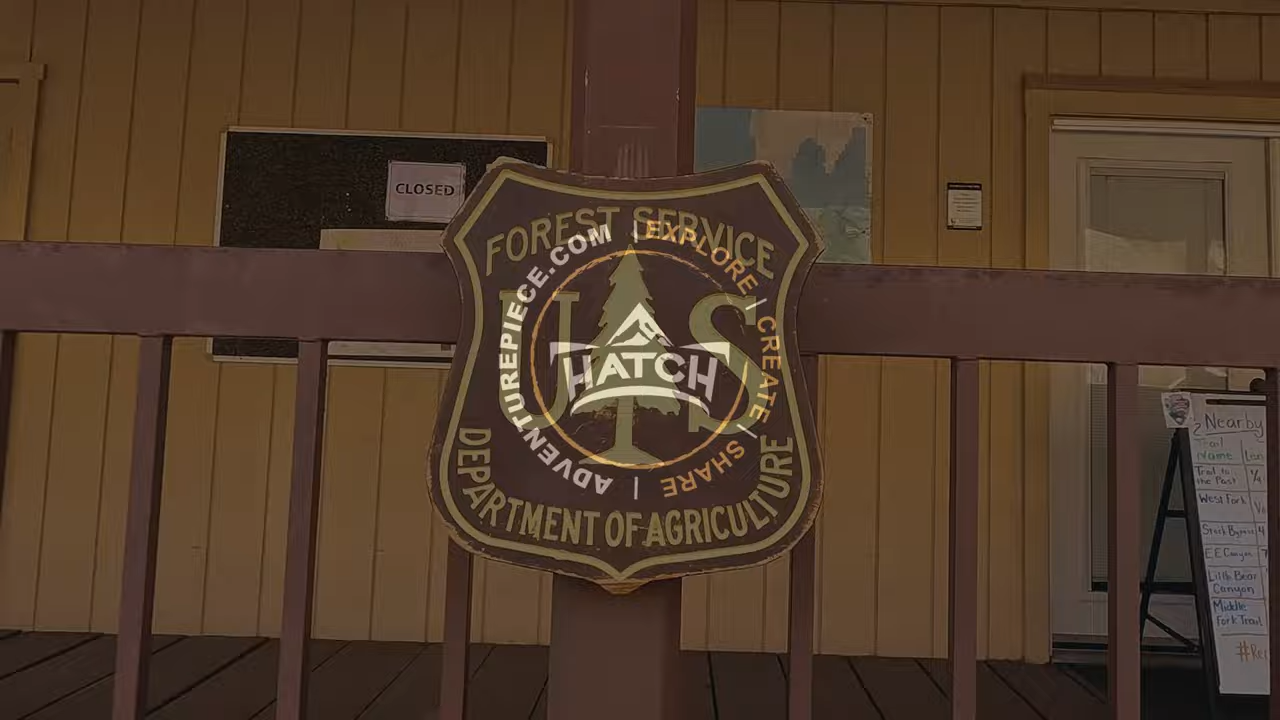 CLOSED
FOREST SERVICE
U S
DEPARTMENT OF AGRICULTURE
ADVENTUREPIECE.COM | EXPLORE | CREATE | SHARE |
HATCH
2 Nearby
Trail
Name
Trail to
the Past
West Fork
EE Canyon
Little Bear
Canyon
Middle
Fork Trail